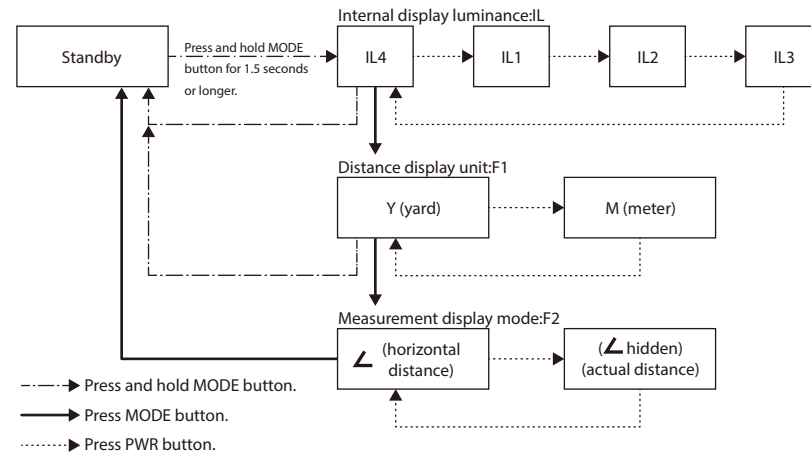 Internal display luminance:IL
Standby
Press and hold MODE
button for 1.5 seconds
or longer.
IL4
IL1
IL2
IL3
Distance display unit:F1
Y (yard)
M (meter)
Measurement display mode:F2
∠ (horizontal
distance)
(∠ hidden)
(actual distance)
Press and hold MODE button.
Press MODE button.
Press PWR button.